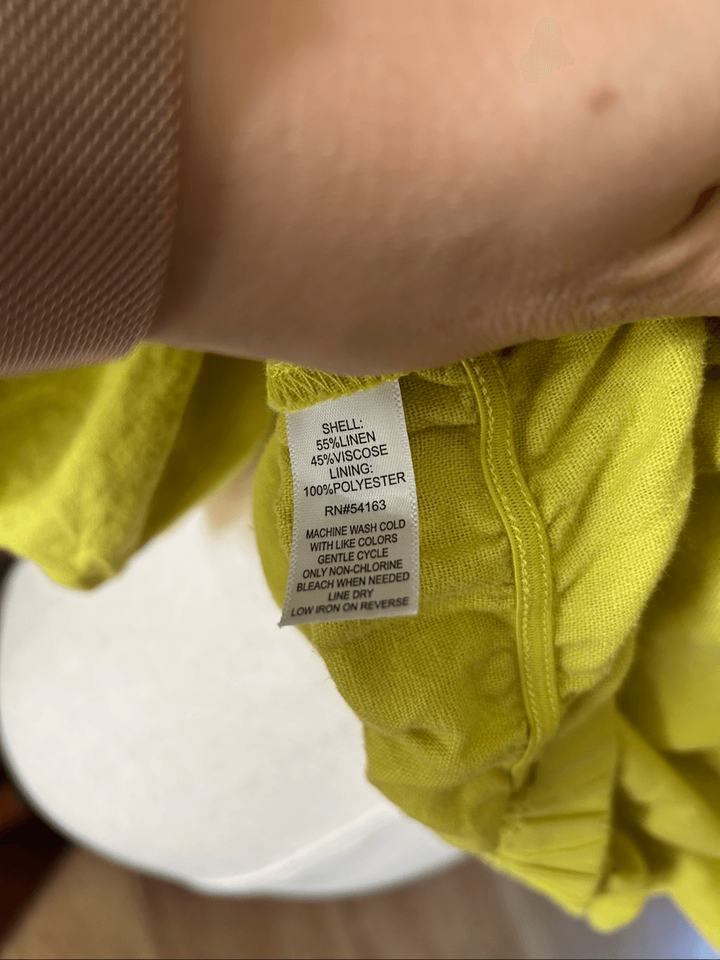 SHELL:
55%LINEN
45%VISCOSE
LINING:
100%POLYESTER
RN#54163
MACHINE WASH COLD
WITH LIKE COLORS
GENTLE CYCLE
ONLY NON-CHLORINE
BLEACH WHEN NEEDED
LINE DRY
LOW IRON ON REVERSE